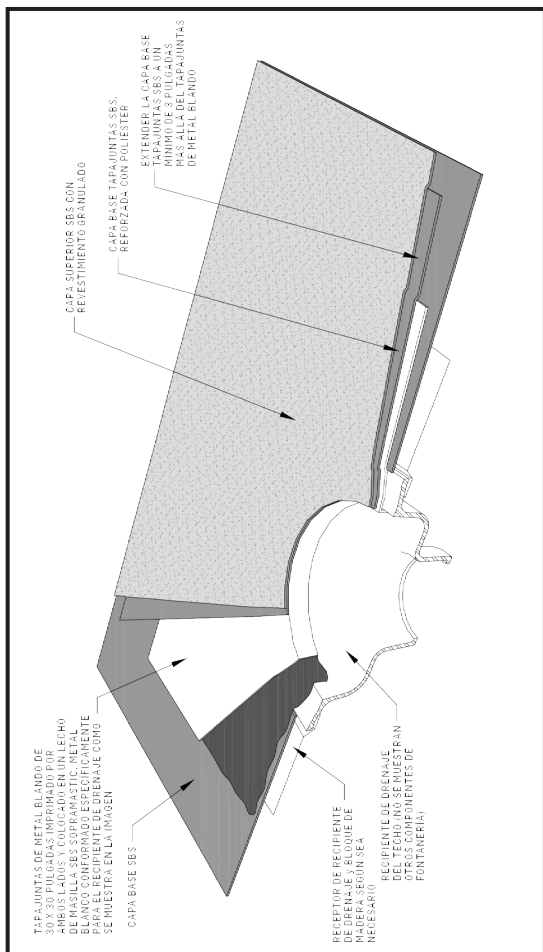 TAPAJUNTAS DE METAL BLANDO DE
30 X 30 PULGADAS IMPRIMADO POR
AMBOS LADOS Y COLOCADO EN UN LECHO
DE MASILLA SBS SOPRAMASTIC. METAL
BLANCO CONFORMADO ESPECÍFICAMENTE
PARA EL RECIPIENTE DE DRENAJE COMO
SE MUESTRA EN LA IMAGEN
CAPA BASE SBS
CAPA SUPERIOR SBS CON
REVESTIMIENTO GRANULADO
CAPA BASE TAPAJUNTAS SBS,
REFORZADA CON POLIESTER
EXTENDER LA CAPA BASE
TAPAJUNTAS SBS A UN
MÍNIMO DE 3 PULGADAS
MÁS ALLÁ DEL TAPAJUNTAS
DE METAL BLANDO
RECEPTOR DE RECIPIENTE
DE DRENAJE y BLOQUE DE
MADERA SEGÚN SEA
NECESARIO
RECIPIENTE DE DRENAJE
DEL TECHO (NO SE MUESTRAN
OTROS COMPONENTES DE
FONTANERÍA)